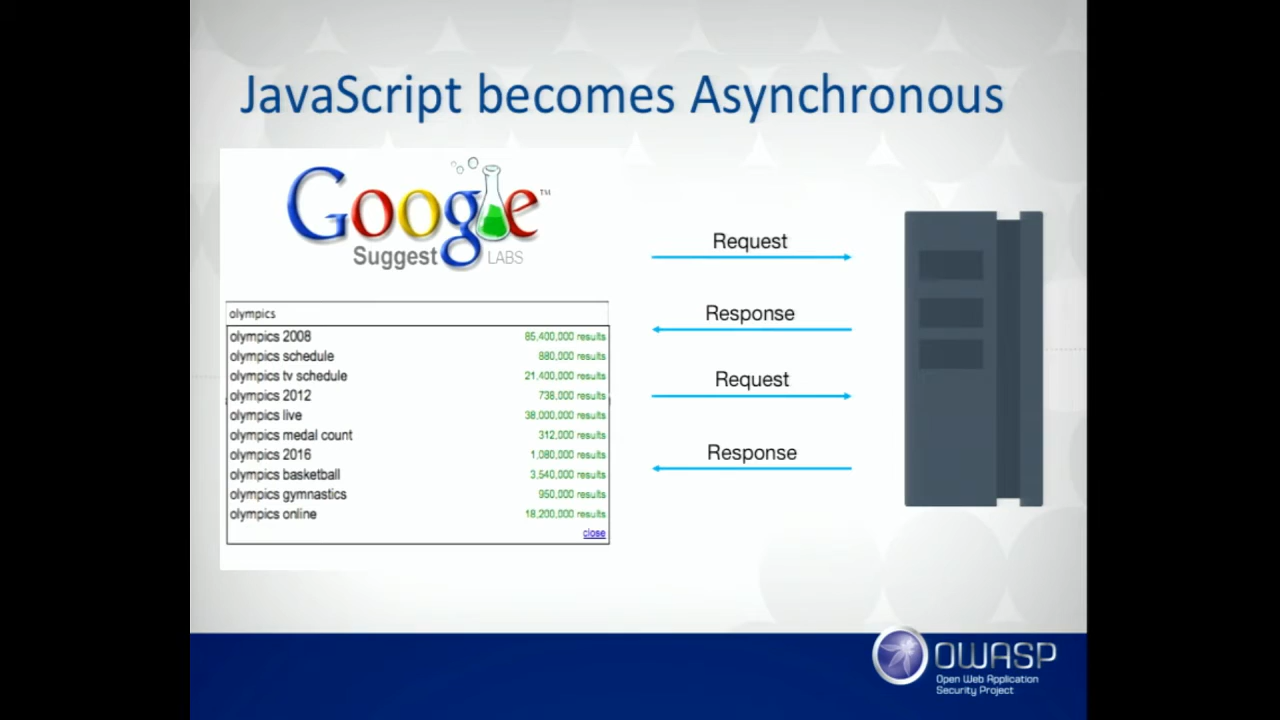 JavaScript becomes Asynchronous
Google™
Suggest LABS
olympics
olympics 2008 85,400,000 results
olympics schedule 880,000 results
olympics tv schedule 21,400,000 results
olympics 2012 738,000 results
olympics live 38,000,000 results
olympics medal count 312,000 results
olympics 2016 1,080,000 results
olympics basketball 3,540,000 results
olympics gymnastics 950,000 results
olympics online 18,200,000 results
close
Request
Response
Request
Response
OWASP
Open Web Application
Security Project